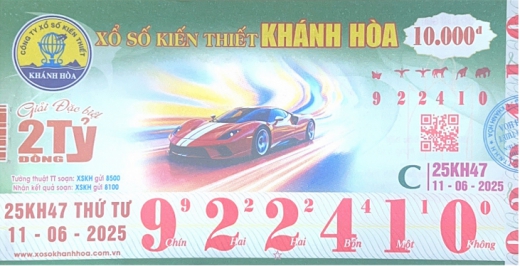 CÔNG TY XỔ SỐ KIẾN THIẾT
KHÁNH HÒA
XỔ SỐ KIẾN THIẾT KHÁNH HÒA
10.000đ
9 2 2 4 1 0
Giải Đặc biệt
2 Tỷ
ĐỒNG
Tường thuật TT soạn: XSKH gửi 8500
Nhận kết quả soạn: XSKH gửi 8100
C
25KH47
11-06-2025
25KH47 THỨ TƯ
11-06-2025
www.xosokhanhhoa.com.vn
9 2 2 4 1 0
Chín Hai Hai Bốn Một Không